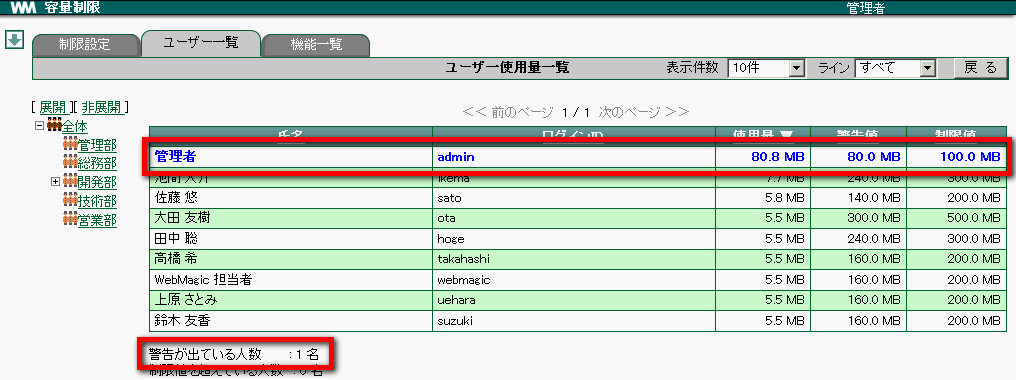 WM 容量制限 管理者
制限設定 ユーザー一覧 機能一覧
ユーザー使用量一覧 表示件数 10件 ライン すべて 戻る
[ 展開 ][ 非展開 ]
<< 前のページ 1 / 1 次のページ >>
全体
管理部
総務部
開発部
技術部
営業部
氏名 ログインID 使用量 ▼ 警告値 制限値
管理者 admin 80.8 MB 80.0 MB 100.0 MB
ikema 7.7 MB 240.0 MB 300.0 MB
佐藤 悠 sato 5.8 MB 140.0 MB 200.0 MB
大田 友樹 ota 5.5 MB 300.0 MB 500.0 MB
田中 聡 hoge 5.5 MB 240.0 MB 300.0 MB
高橋 希 takahashi 5.5 MB 160.0 MB 200.0 MB
WebMagic 担当者 webmagic 5.5 MB 160.0 MB 200.0 MB
上原 さとみ uehara 5.5 MB 160.0 MB 200.0 MB
鈴木 友香 suzuki 5.5 MB 160.0 MB 200.0 MB
警告が出ている人数 : 1 名
制限値を超えている人数 : 0 名